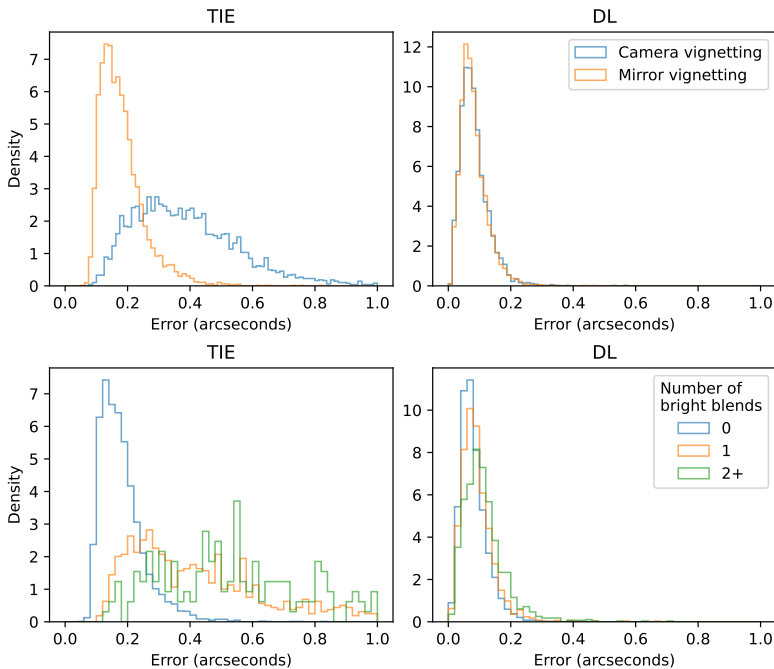 TIE
DL
7
6
5
4
3
2
1
0
Density
0.0 0.2 0.4 0.6 0.8 1.0
Error (arcseconds)
12
10
8
6
4
2
0
Camera vignetting
Mirror vignetting
0.0 0.2 0.4 0.6 0.8 1.0
Error (arcseconds)
TIE
DL
7
6
5
4
3
2
1
0
Density
0.0 0.2 0.4 0.6 0.8 1.0
Error (arcseconds)
10
8
6
4
2
0
Number of
bright blends
0
1
2+
0.0 0.2 0.4 0.6 0.8 1.0
Error (arcseconds)